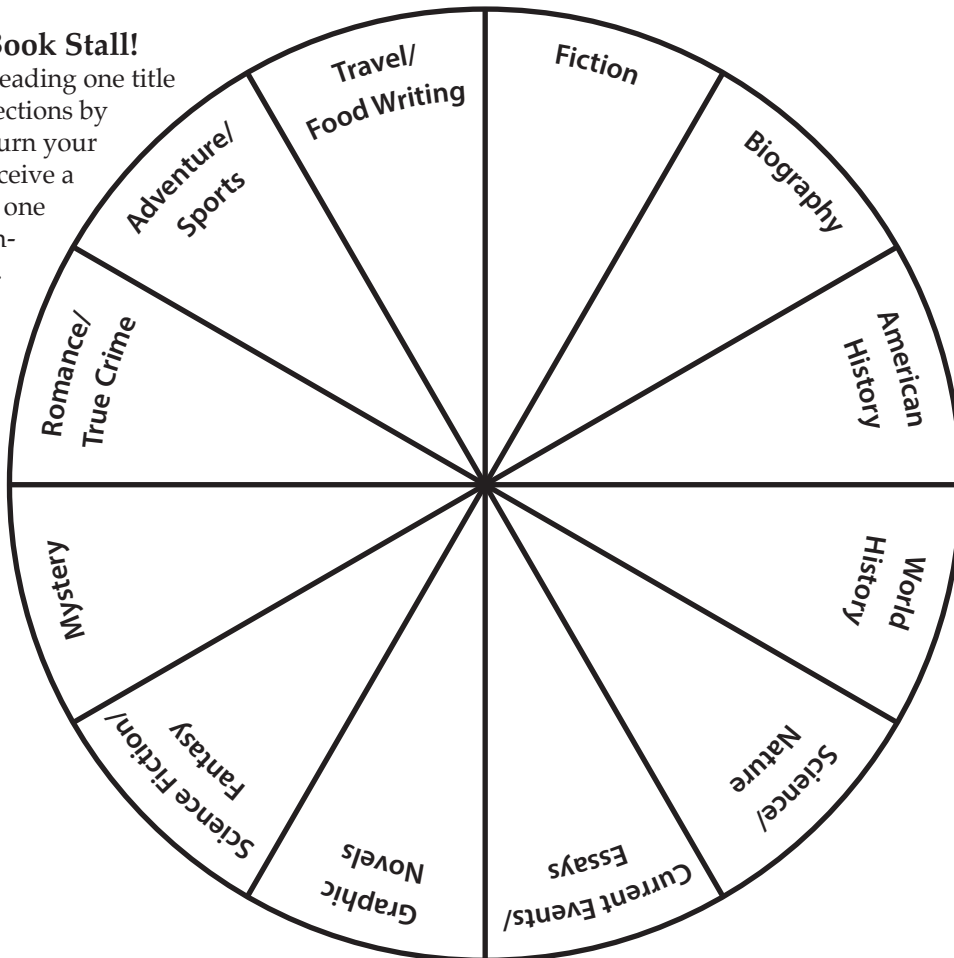 Book Stall!
eading one title
ections by
urn your
ceive a
one
n-
Travel/
Food Writing
Fiction
Biography
American
History
World
History
Science/
Nature
Current Events/
Essays
Graphic
Novels
Science Fiction/
Fantasy
Mystery
Romance/
True Crime
Adventure/
Sports